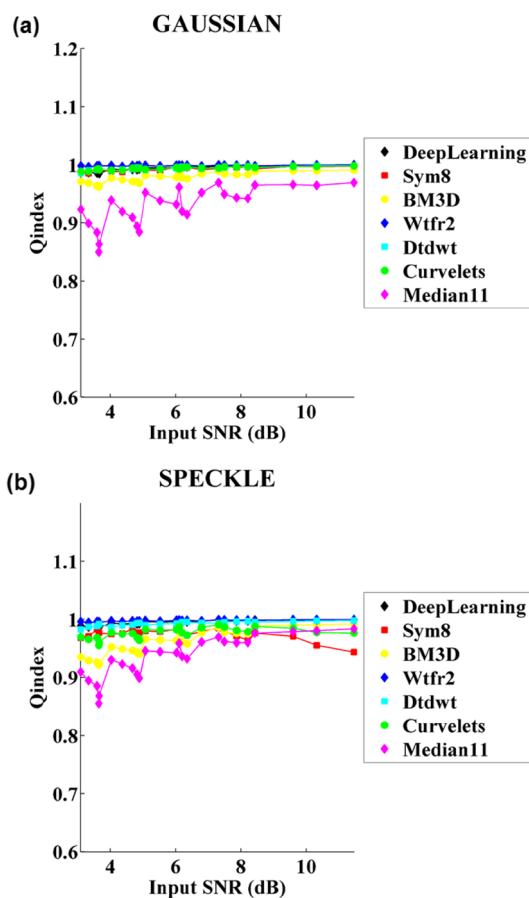 (a)
GAUSSIAN
1.2
1.1
1
0.9
0.8
0.7
0.6
Qindex
4 6 8 10
Input SNR (dB)
DeepLearning
Sym8
BM3D
Wtfr2
Dtdwt
Curvelets
Median11
(b)
SPECKLE
1.1
1
0.9
0.8
0.7
0.6
Qindex
4 6 8 10
Input SNR (dB)
DeepLearning
Sym8
BM3D
Wtfr2
Dtdwt
Curvelets
Median11